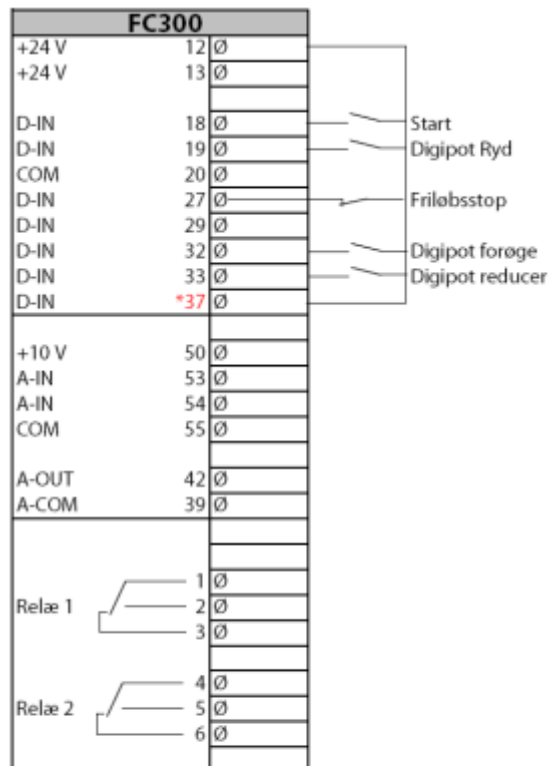 FC300
+24 V 12 Ø
+24 V 13 Ø
D-IN 18 Ø Start
D-IN 19 Ø Digipot Ryd
COM 20 Ø
D-IN 27 Ø Friløbsstop
D-IN 29 Ø
D-IN 32 Ø Digipot forøge
D-IN 33 Ø Digipot reducer
D-IN *37 Ø
+10 V 50 Ø
A-IN 53 Ø
A-IN 54 Ø
COM 55 Ø
A-OUT 42 Ø
A-COM 39 Ø
1 Ø
Relæ 1 2 Ø
3 Ø
4 Ø
Relæ 2 5 Ø
6 Ø